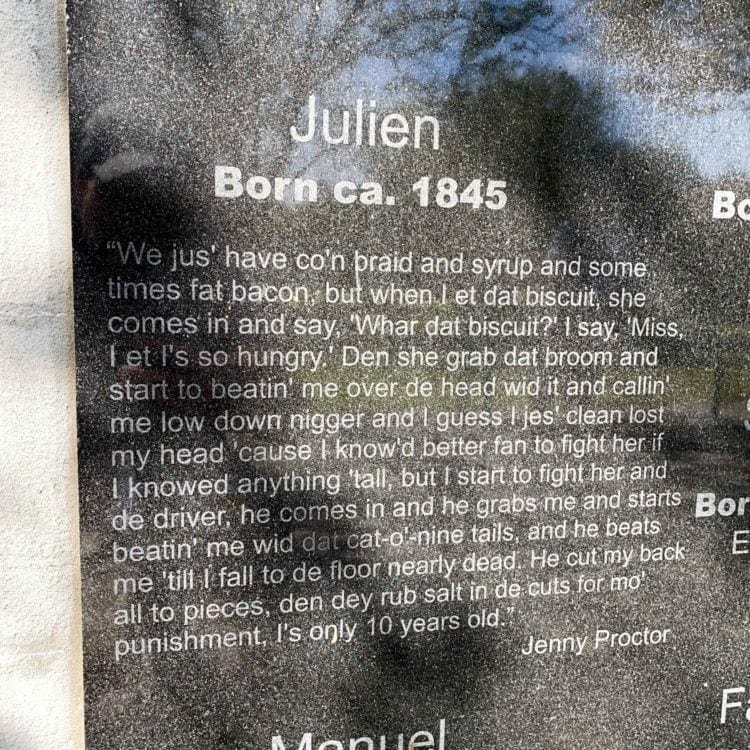 Julien
Born ca. 1845
“We jus' have co'n braid and syrup and some
times fat bacon, but when I et dat biscuit, she
comes in and say, 'Whar dat biscuit?' I say, 'Miss,
I et I's so hungry.' Den she grab dat broom and
start to beatin' me over de head wid it and callin'
me low down nigger and I guess I jes' clean lost
my head 'cause I know'd better fan to fight her if
I knowed anything 'tall, but I start to fight her and
de driver, he comes in and he grabs me and starts
beatin' me wid dat cat-o'-nine tails, and he beats
me 'till I fall to de floor nearly dead. He cut my back
all to pieces, den dey rub salt in de cuts for mo'
punishment, I's only 10 years old.”
Jenny Proctor
Manuel